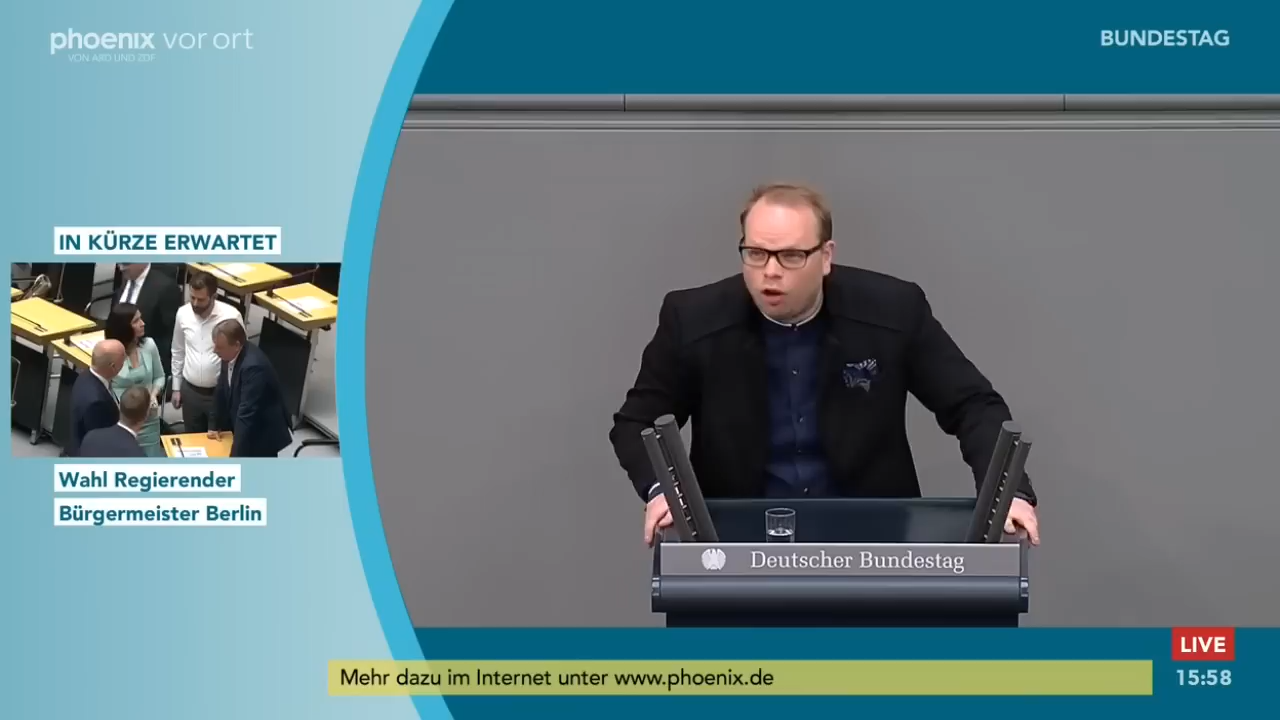 phoenix vor ort
VON ARD UND ZDF
BUNDESTAG
IN KÜRZE ERWARTET
Wahl Regierender
Bürgermeister Berlin
Deutscher Bundestag
LIVE
Mehr dazu im Internet unter www.phoenix.de
15:58